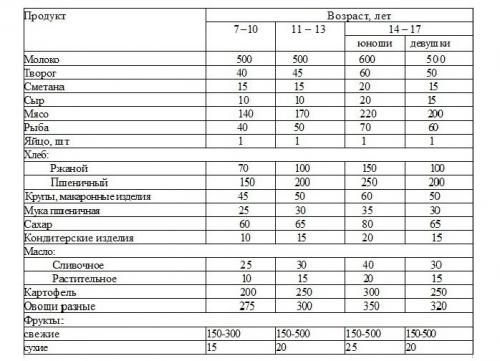 Продукт Возраст, лет
7–10 11 – 13 14 – 17
юноши девушки
Молоко 500 500 600 500
Творог 40 45 60 50
Сметана 15 15 20 15
Сыр 10 10 20 15
Мясо 140 170 220 200
Рыба 40 50 70 60
Яйцо, шт 1 1 1 1
Хлеб:
Ржаной 70 100 150 100
Пшеничный 150 200 250 200
Крупы, макаронные изделия 45 50 60 50
Мука пшеничная 25 30 35 30
Сахар 60 65 80 65
Кондитерские изделия 10 15 20 15
Масло:
Сливочное 25 30 40 30
Растительное 10 15 20 15
Картофель 200 250 300 250
Овощи разные 275 300 350 320
Фрукты:
свежие 150-300 150-500 150-500 150-500
сухие 15 20 25 20